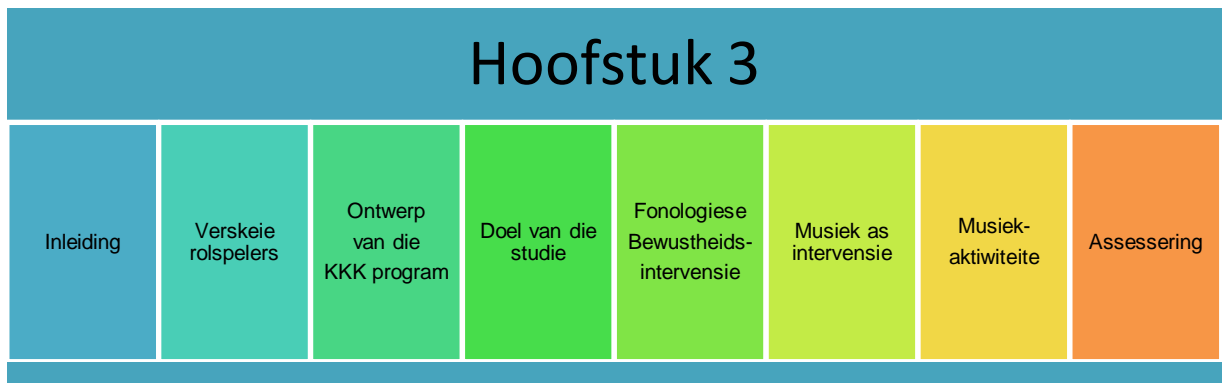 Hoofstuk 3
Inleiding
Verskeie
rolspelers
Ontwerp
van die
KKK program
Doel van die
studie
Fonologiese
Bewustheids-
intervensie
Musiek as
intervensie
Musiek-
aktiwiteite
Assessering